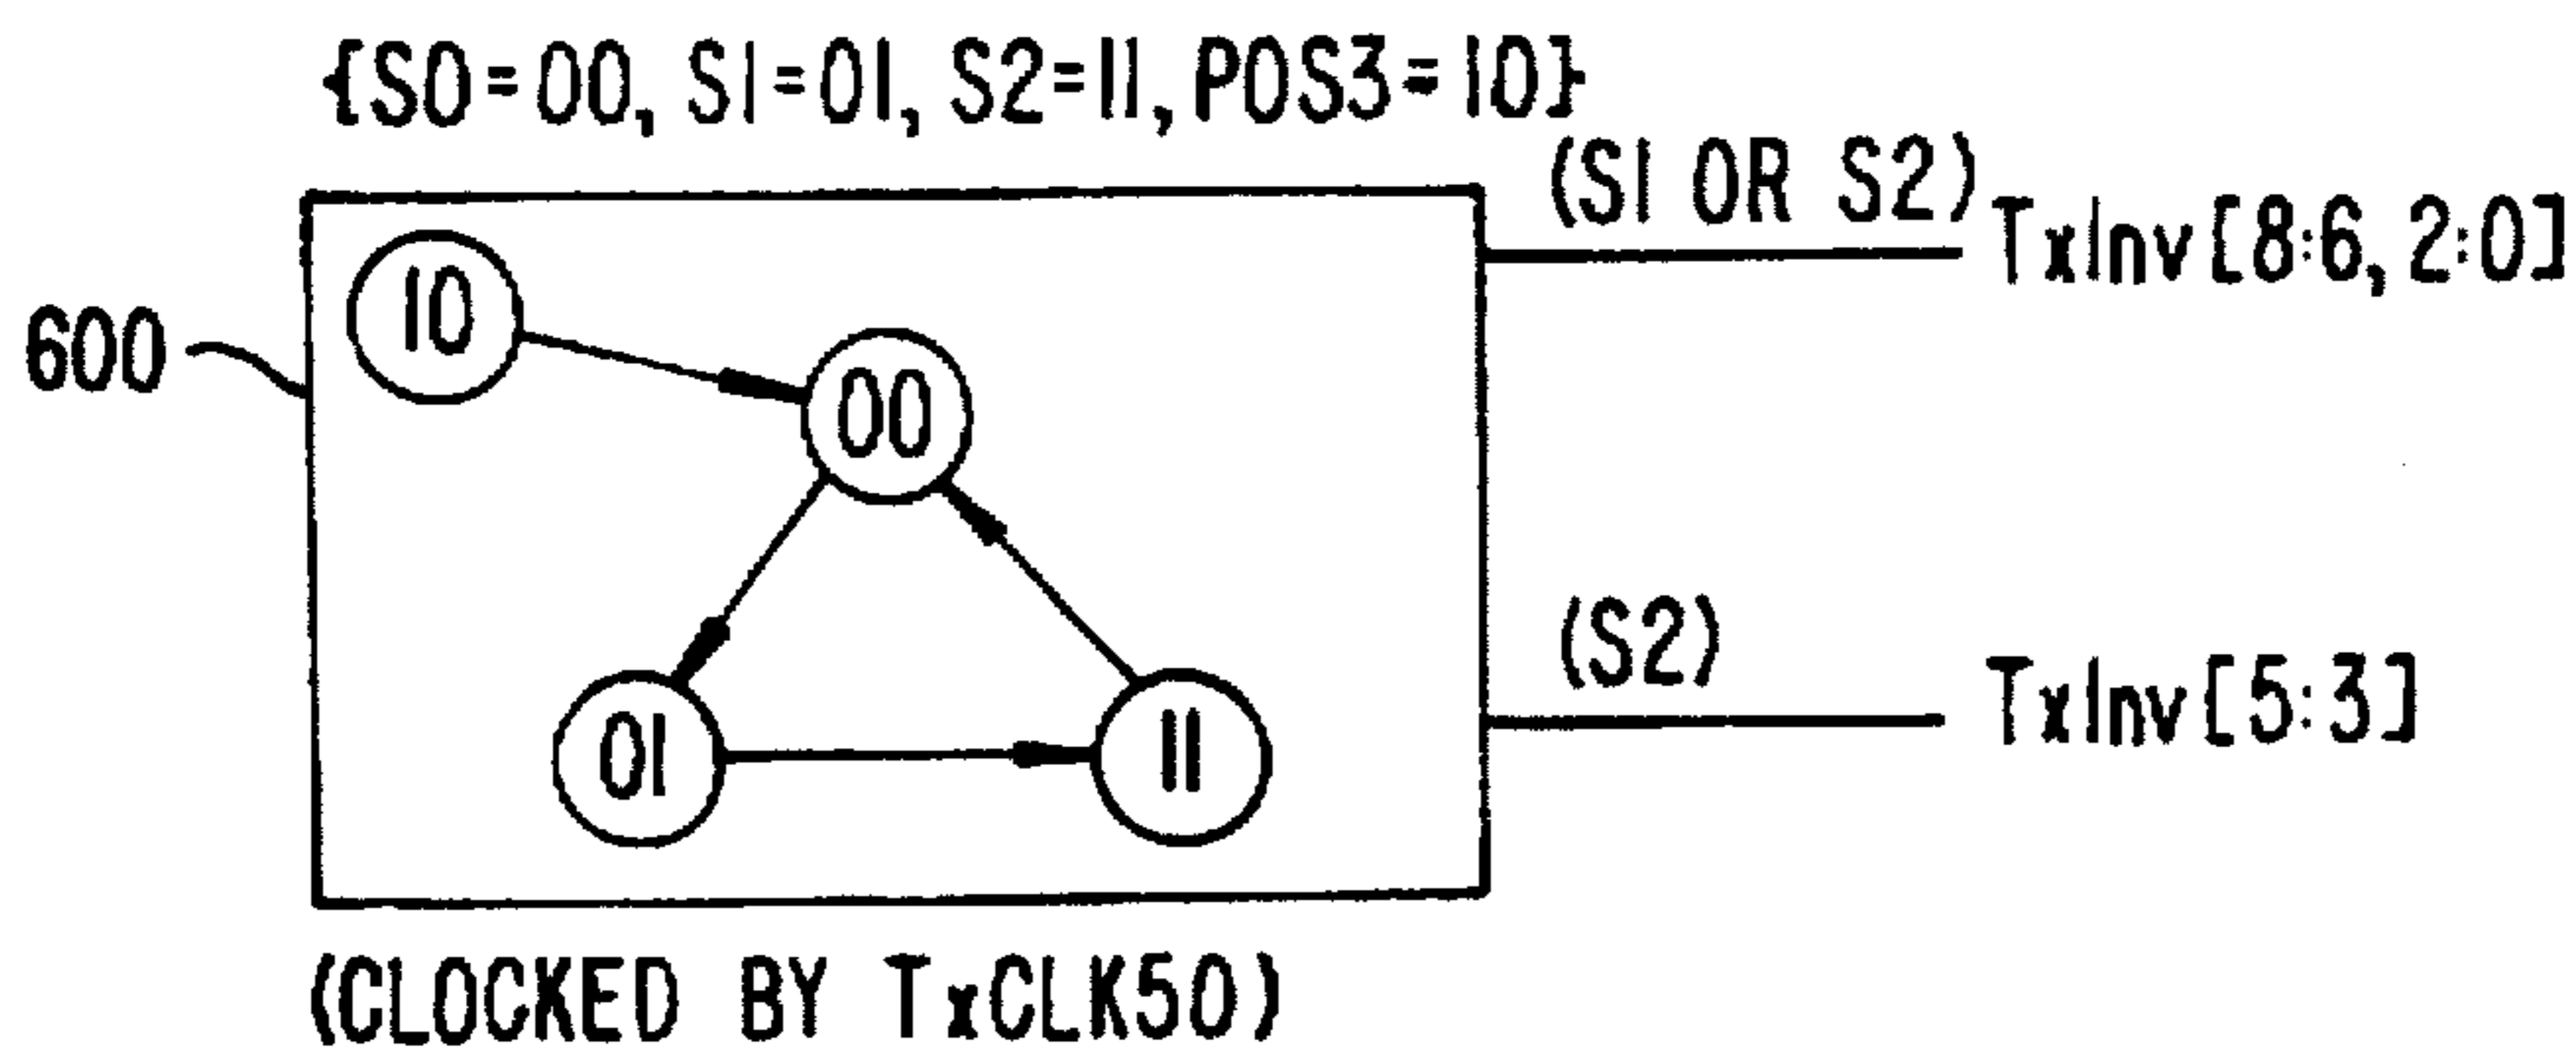 {S0=00, S1=01, S2=11, POS3=10}
(S1 OR S2)
TxInv[8:6, 2:0]
10
600
00
(S2)
TxInv[5:3]
01
11
(CLOCKED BY TxCLK50)